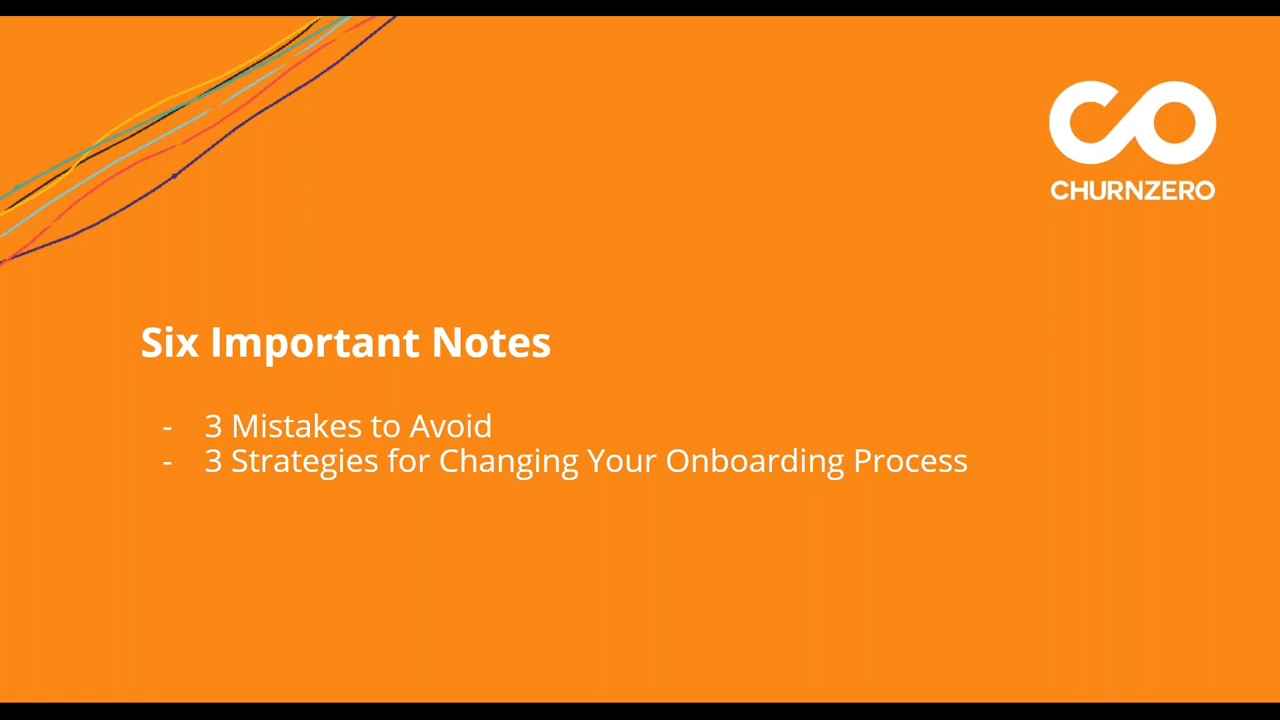 CHURNZERO
Six Important Notes
- 3 Mistakes to Avoid
- 3 Strategies for Changing Your Onboarding Process